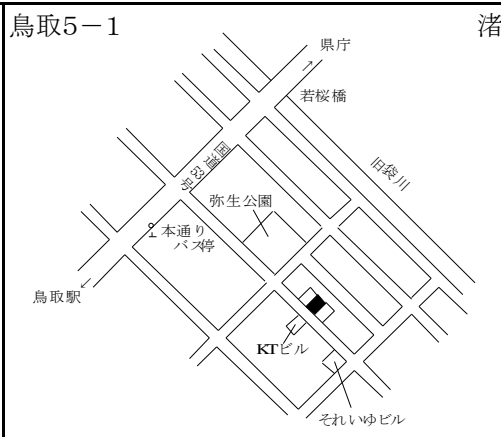 鳥取5－1
渚
県庁
→
若桜橋
国道53号
旧袋川
弥生公園
本通り
バス停
鳥取駅
←
KTビル
それいゆビル